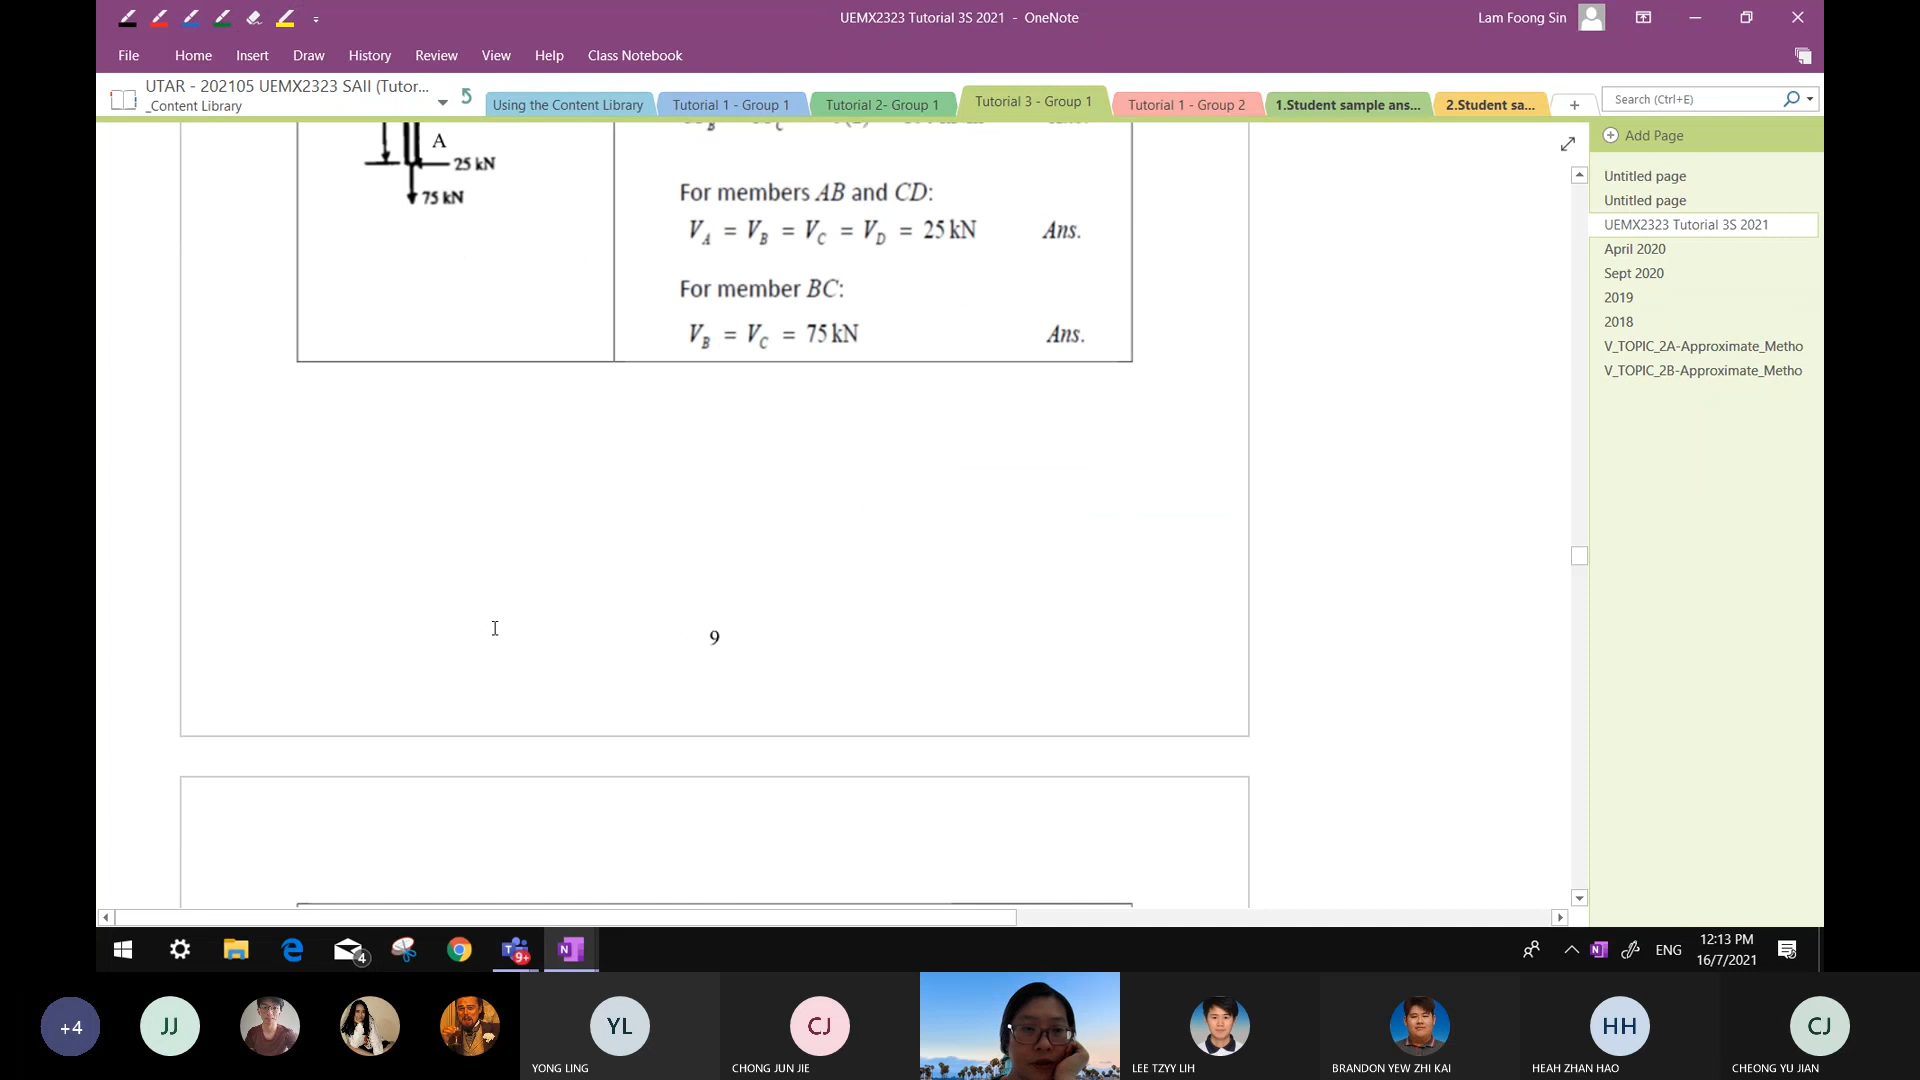 UEMX2323 Tutorial 3S 2021 - OneNote
Lam Foong Sin
File Home Insert Draw History Review View Help Class Notebook
UTAR - 202105 UEMX2323 SAII (Tutor...
_Content Library
Using the Content Library
Tutorial 1 - Group 1
Tutorial 2- Group 1
Tutorial 3 - Group 1
Tutorial 1 - Group 2
1.Student sample ans...
2.Student sa...
+
Search (Ctrl+E)
Add Page
Untitled page
Untitled page
UEMX2323 Tutorial 3S 2021
April 2020
Sept 2020
2019
2018
V_TOPIC_2A-Approximate_Metho
V_TOPIC_2B-Approximate_Metho
A
25 kN
75 kN
For members AB and CD:
V_A = V_B = V_C = V_D = 25 kN Ans.
For member BC:
V_B = V_C = 75 kN Ans.
9
4
9+
ENG
12:13 PM
16/7/2021
+4
JJ
YL
YONG LING
CJ
CHONG JUN JIE
LEE TZYY LIH
BRANDON YEW ZHI KAI
HH
HEAH ZHAN HAO
CJ
CHEONG YU JIAN